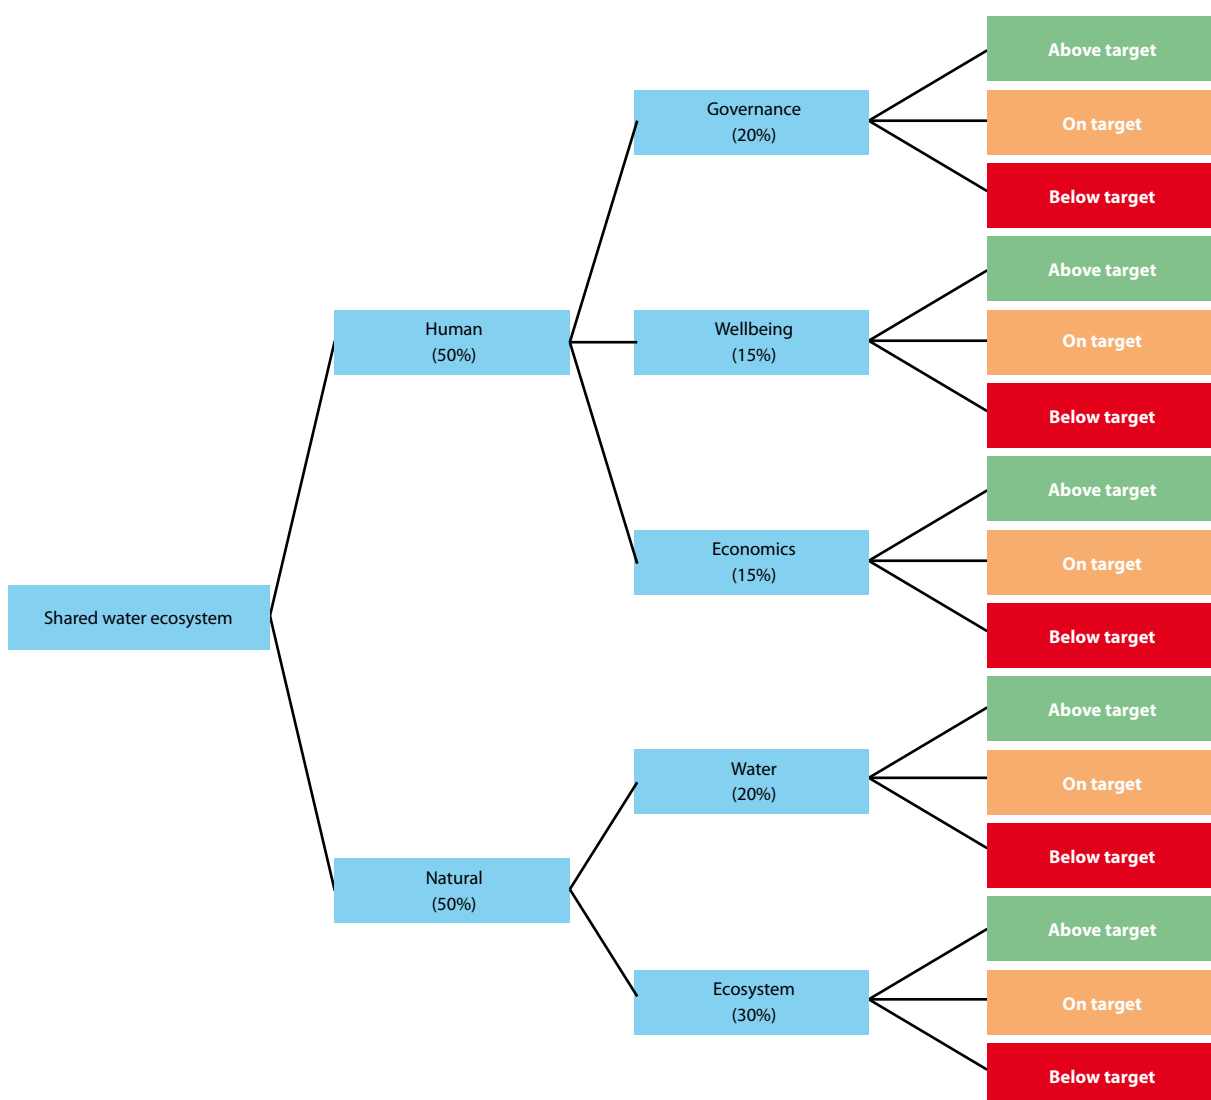 Shared water ecosystem
Human
(50%)
Governance
(20%)
Above target
On target
Below target
Wellbeing
(15%)
Above target
On target
Below target
Economics
(15%)
Above target
On target
Below target
Natural
(50%)
Water
(20%)
Above target
On target
Below target
Ecosystem
(30%)
Above target
On target
Below target